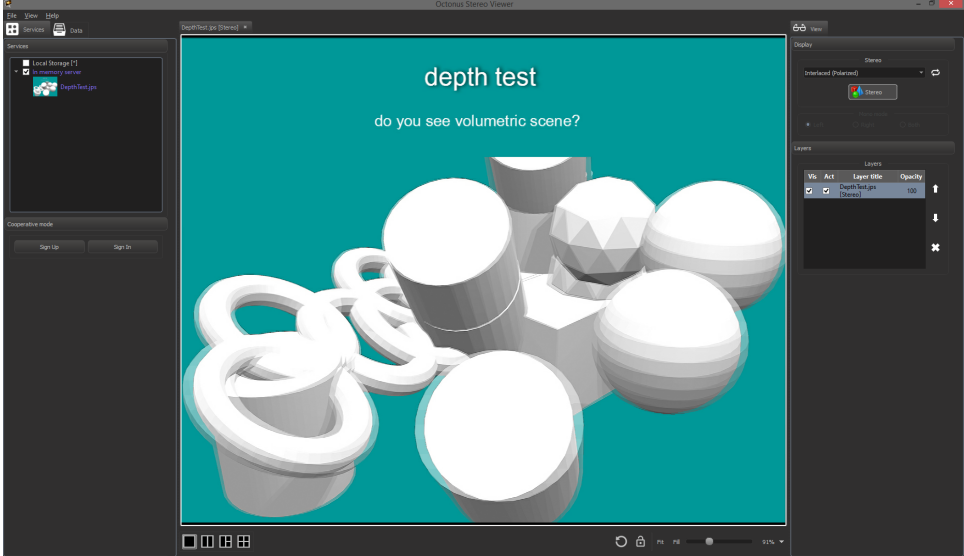 Octonus Stereo Viewer
File View Help
Services
Data
Services
Local Storage [*]
In memory server
DepthTest.jps
Cooperative mode
Sign Up
Sign In
DepthTest.jps [Stereo]
depth test
do you see volumetric scene?
Fit
Fill
91%
View
Display
Stereo
Interlaced (Polarized)
Stereo
Layers
Layers
Vis Act Layer title Opacity
DepthTest.jps
[Stereo]
100